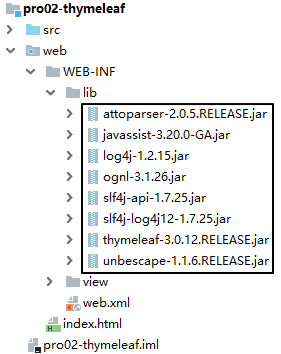 pro02-thymeleaf
src
web
WEB-INF
lib
attoparser-2.0.5.RELEASE.jar
javassist-3.20.0-GA.jar
log4j-1.2.15.jar
ognl-3.1.26.jar
slf4j-api-1.7.25.jar
slf4j-log4j12-1.7.25.jar
thymeleaf-3.0.12.RELEASE.jar
unbescape-1.1.6.RELEASE.jar
view
web.xml
index.html
pro02-thymeleaf.iml